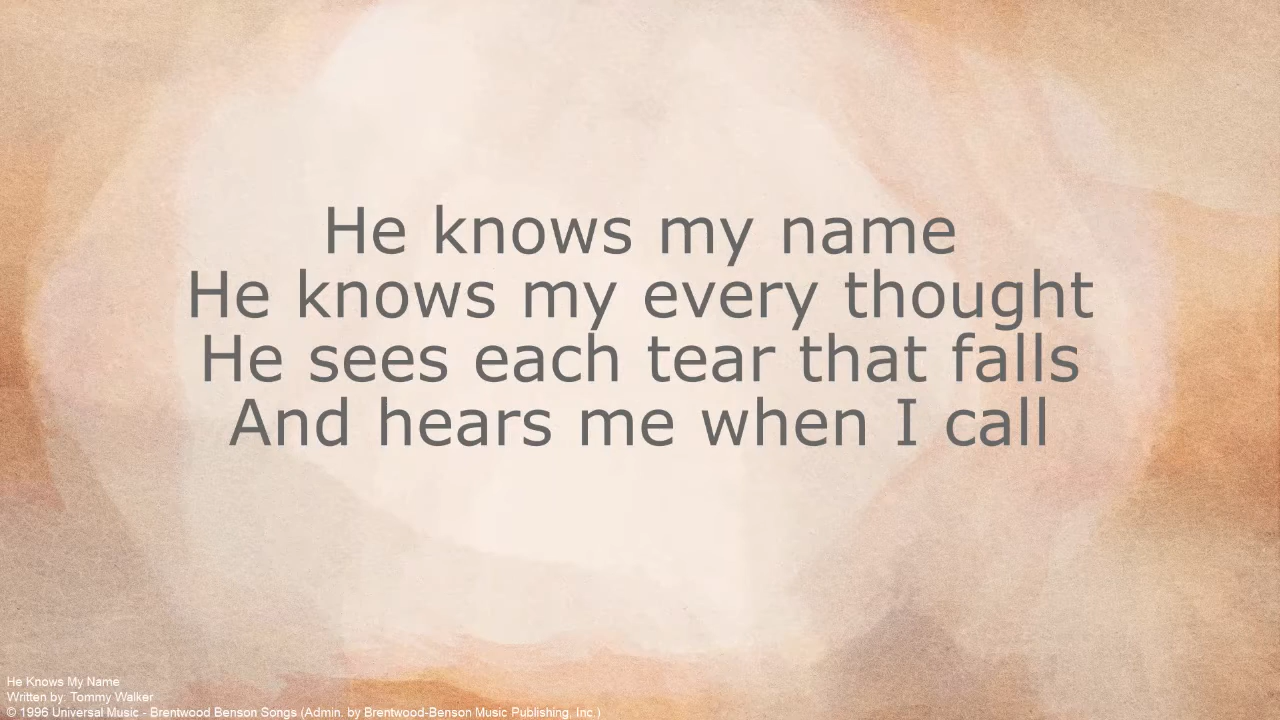 He knows my name
He knows my every thought
He sees each tear that falls
And hears me when I call
He Knows My Name
Written by: Tommy Walker
© 1996 Universal Music - Brentwood Benson Songs (Admin. by Brentwood-Benson Music Publishing, Inc.)